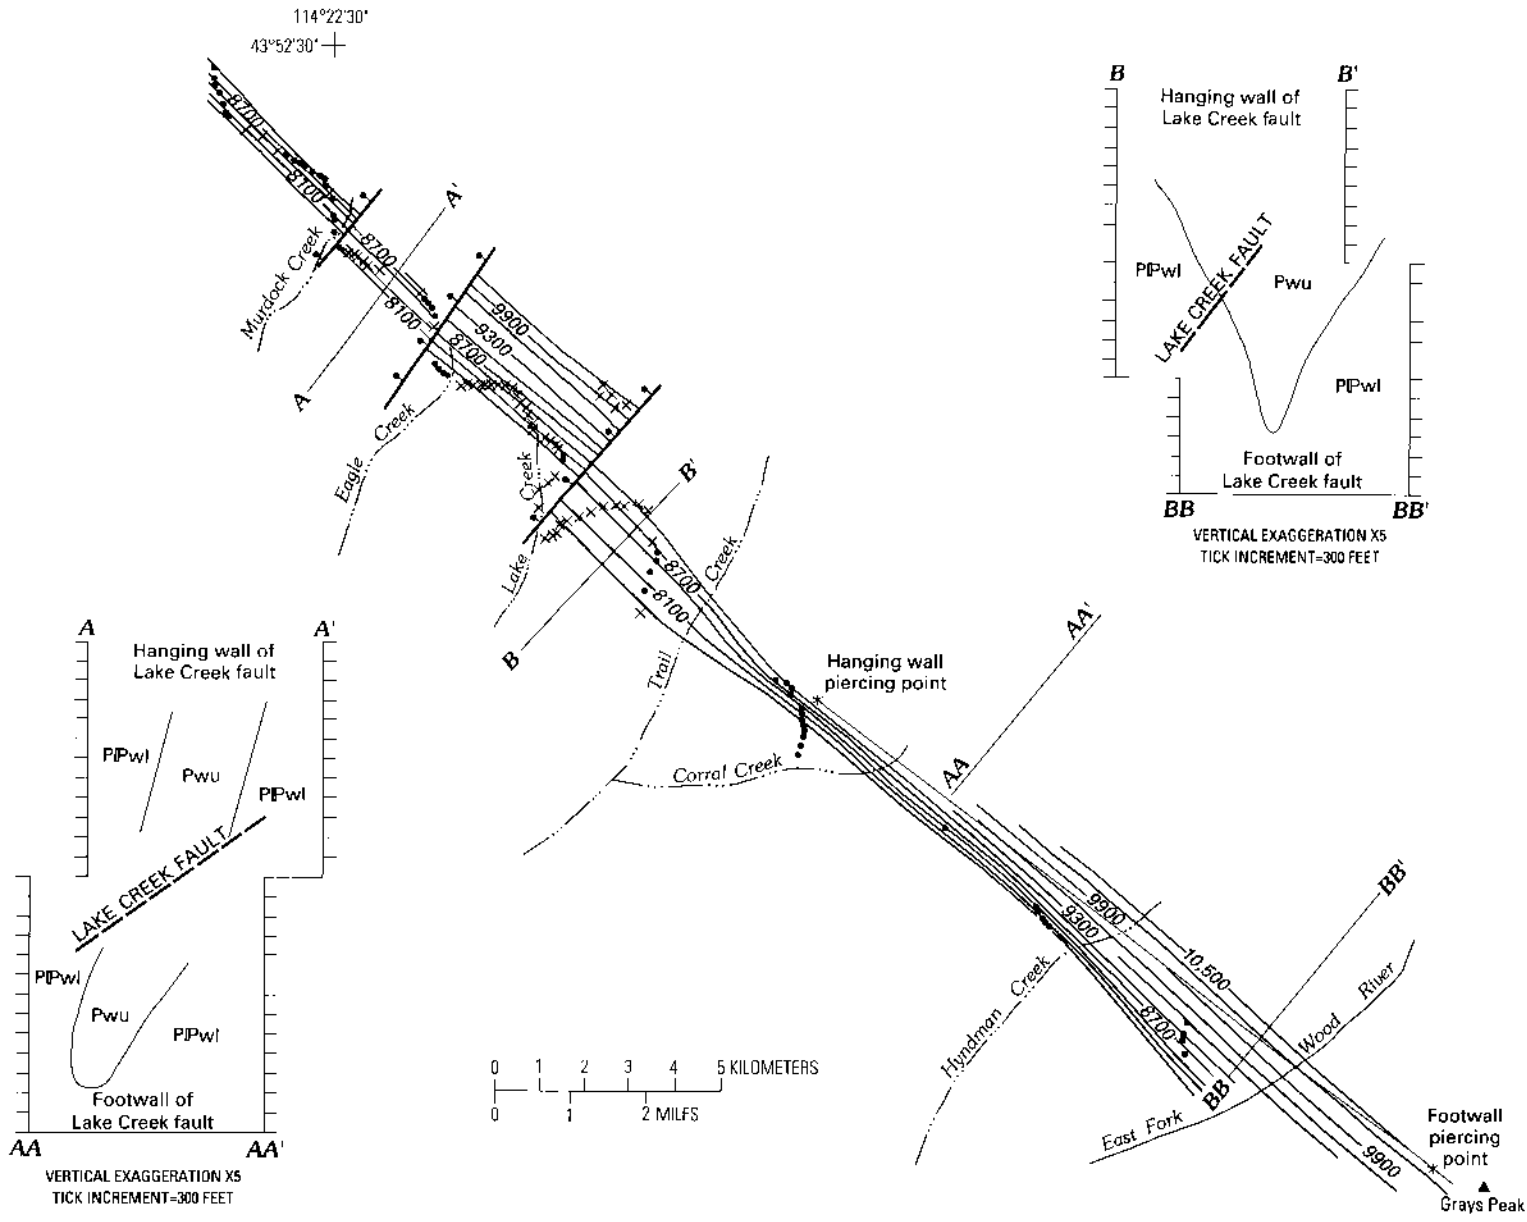 114°22'30"
43°52'30"
8700
8100
Murdock Creek
A'
8700
8100
A
9900
9300
8700
Eagle Creek
Lake Creek
B'
8700
8100
B
Trail Creek
Hanging wall
piercing point
Corral Creek
AA'
AA
9900
9300
10,500
8700
BB'
BB
Hyndman Creek
East Fork Wood River
9900
Footwall
piercing
point
Grays Peak
B
B'
Hanging wall of
Lake Creek fault
PIPwl
LAKE CREEK FAULT
Pwu
PIPwl
Footwall of
Lake Creek fault
BB
BB'
VERTICAL EXAGGERATION X5
TICK INCREMENT=300 FEET
A
A'
Hanging wall of
Lake Creek fault
PIPwl
Pwu
PIPwl
LAKE CREEK FAULT
PIPwl
Pwu
PIPwl
Footwall of
Lake Creek fault
AA
AA'
VERTICAL EXAGGERATION X5
TICK INCREMENT=300 FEET
0 1 2 3 4 5 KILOMETERS
0 1 2 MILES